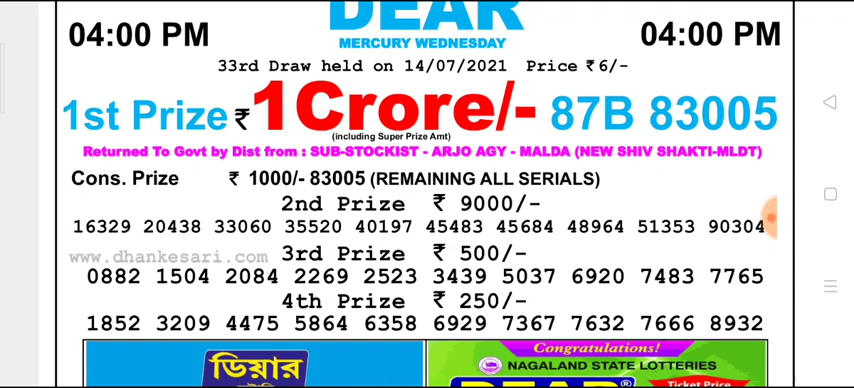 DEAR
04:00 PM
04:00 PM
MERCURY WEDNESDAY
33rd Draw held on 14/07/2021 Price ₹6/-
1st Prize ₹1Crore/- 87B 83005
(including Super Prize Amt)
Returned To Govt by Dist from : SUB-STOCKIST - ARJO AGY - MALDA (NEW SHIV SHAKTI-MLDT)
Cons. Prize ₹ 1000/- 83005 (REMAINING ALL SERIALS)
2nd Prize ₹ 9000/-
16329 20438 33060 35520 40197 45483 45684 48964 51353 90304
www.dhankesari.com
3rd Prize ₹ 500/-
0882 1504 2084 2269 2523 3439 5037 6920 7483 7765
4th Prize ₹ 250/-
1852 3209 4475 5864 6358 6929 7367 7632 7666 8932
Congratulations!
ডিয়ার
NAGALAND STATE LOTTERIES
DEAR®
Ticket Price